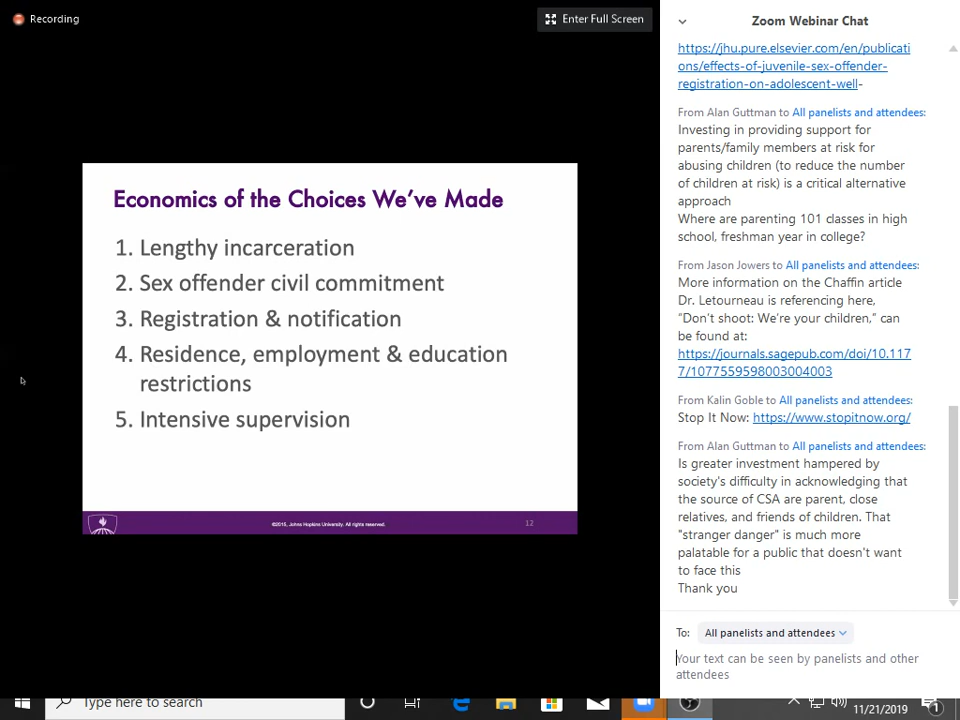 Recording
Enter Full Screen
Economics of the Choices We've Made
1. Lengthy incarceration
2. Sex offender civil commitment
3. Registration & notification
4. Residence, employment & education
restrictions
5. Intensive supervision
©2015, Johns Hopkins University. All rights reserved.
12
Zoom Webinar Chat
https://jhu.pure.elsevier.com/en/publicati
ons/effects-of-juvenile-sex-offender-
registration-on-adolescent-well-
From Alan Guttman to All panelists and attendees:
Investing in providing support for
parents/family members at risk for
abusing children (to reduce the number
of children at risk) is a critical alternative
approach
Where are parenting 101 classes in high
school, freshman year in college?
From Jason Jowers to All panelists and attendees:
More information on the Chaffin article
Dr. Letourneau is referencing here,
“Don’t shoot: We’re your children,” can
be found at:
https://journals.sagepub.com/doi/10.117
7/1077559598003004003
From Kalin Goble to All panelists and attendees:
Stop It Now: https://www.stopitnow.org/
From Alan Guttman to All panelists and attendees:
Is greater investment hampered by
society's difficulty in acknowledging that
the source of CSA are parent, close
relatives, and friends of children. That
"stranger danger" is much more
palatable for a public that doesn't want
to face this
Thank you
To: All panelists and attendees
Your text can be seen by panelists and other
attendees
Type here to search
11/21/2019
1